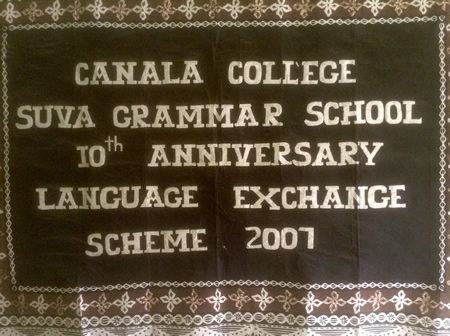 CANALA COLLEGE
SUVA GRAMMAR SCHOOL
10th ANNIVERSARY
LANGUAGE EXCHANGE
SCHEME 2007